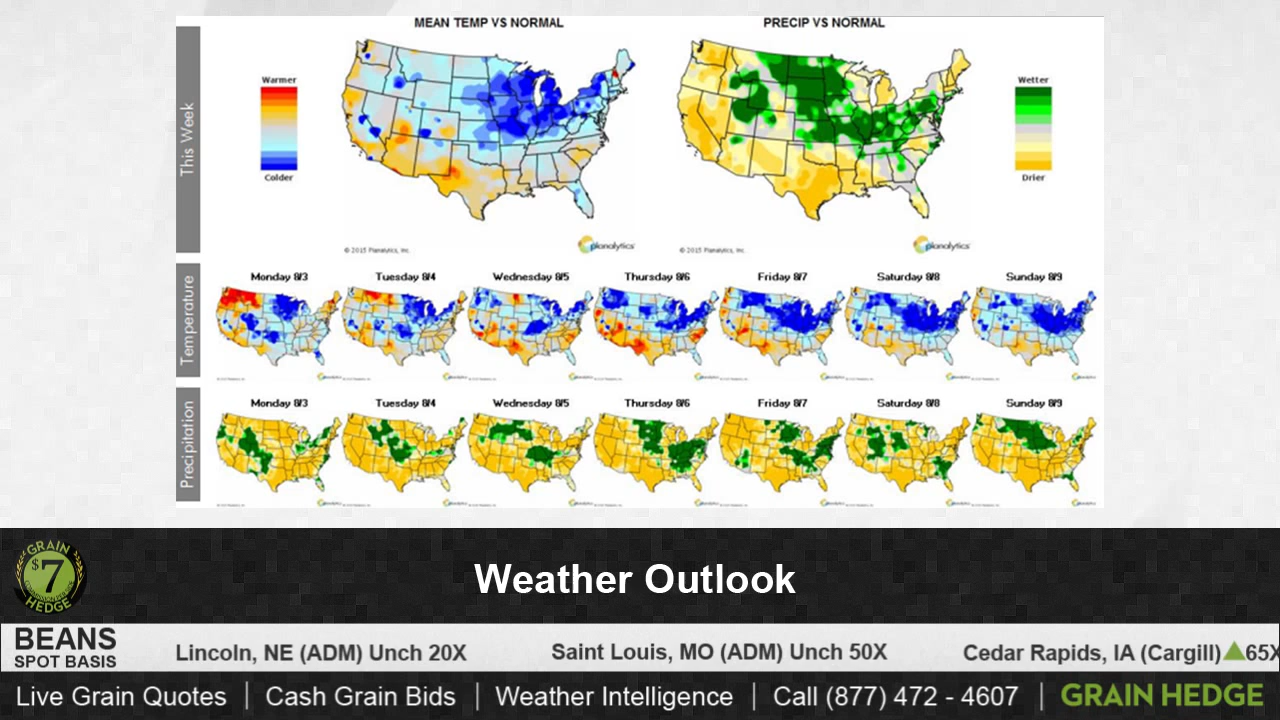 MEAN TEMP VS NORMAL
PRECIP VS NORMAL
This Week
Warmer
Colder
Wetter
Drier
© 2015 Planalytics, Inc.
planalytics
© 2015 Planalytics, Inc.
planalytics
Temperature
Monday 8/3
Tuesday 8/4
Wednesday 8/5
Thursday 8/6
Friday 8/7
Saturday 8/8
Sunday 8/9
Precipitation
Monday 8/3
Tuesday 8/4
Wednesday 8/5
Thursday 8/6
Friday 8/7
Saturday 8/8
Sunday 8/9
GRAIN
$7
HEDGE
Weather Outlook
BEANS
SPOT BASIS
Lincoln, NE (ADM) Unch 20X
Saint Louis, MO (ADM) Unch 50X
Cedar Rapids, IA (Cargill) ▲65X
Live Grain Quotes | Cash Grain Bids | Weather Intelligence | Call (877) 472 - 4607 | GRAIN HEDGE